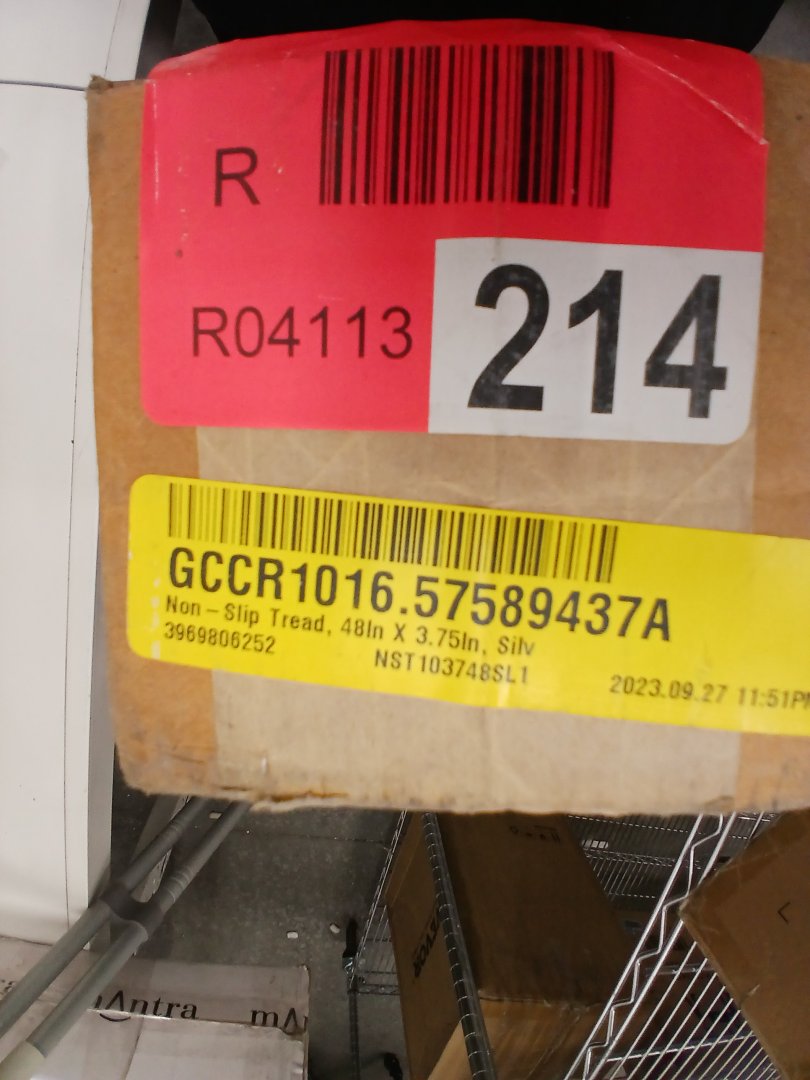 R
R04113
214
GCCR1016.57589437A
Non-Slip Tread, 48In X 3.75In, Silv
3969806252
NST103748SL1
2023.09.27 11:51P
VEVOR
mAntra